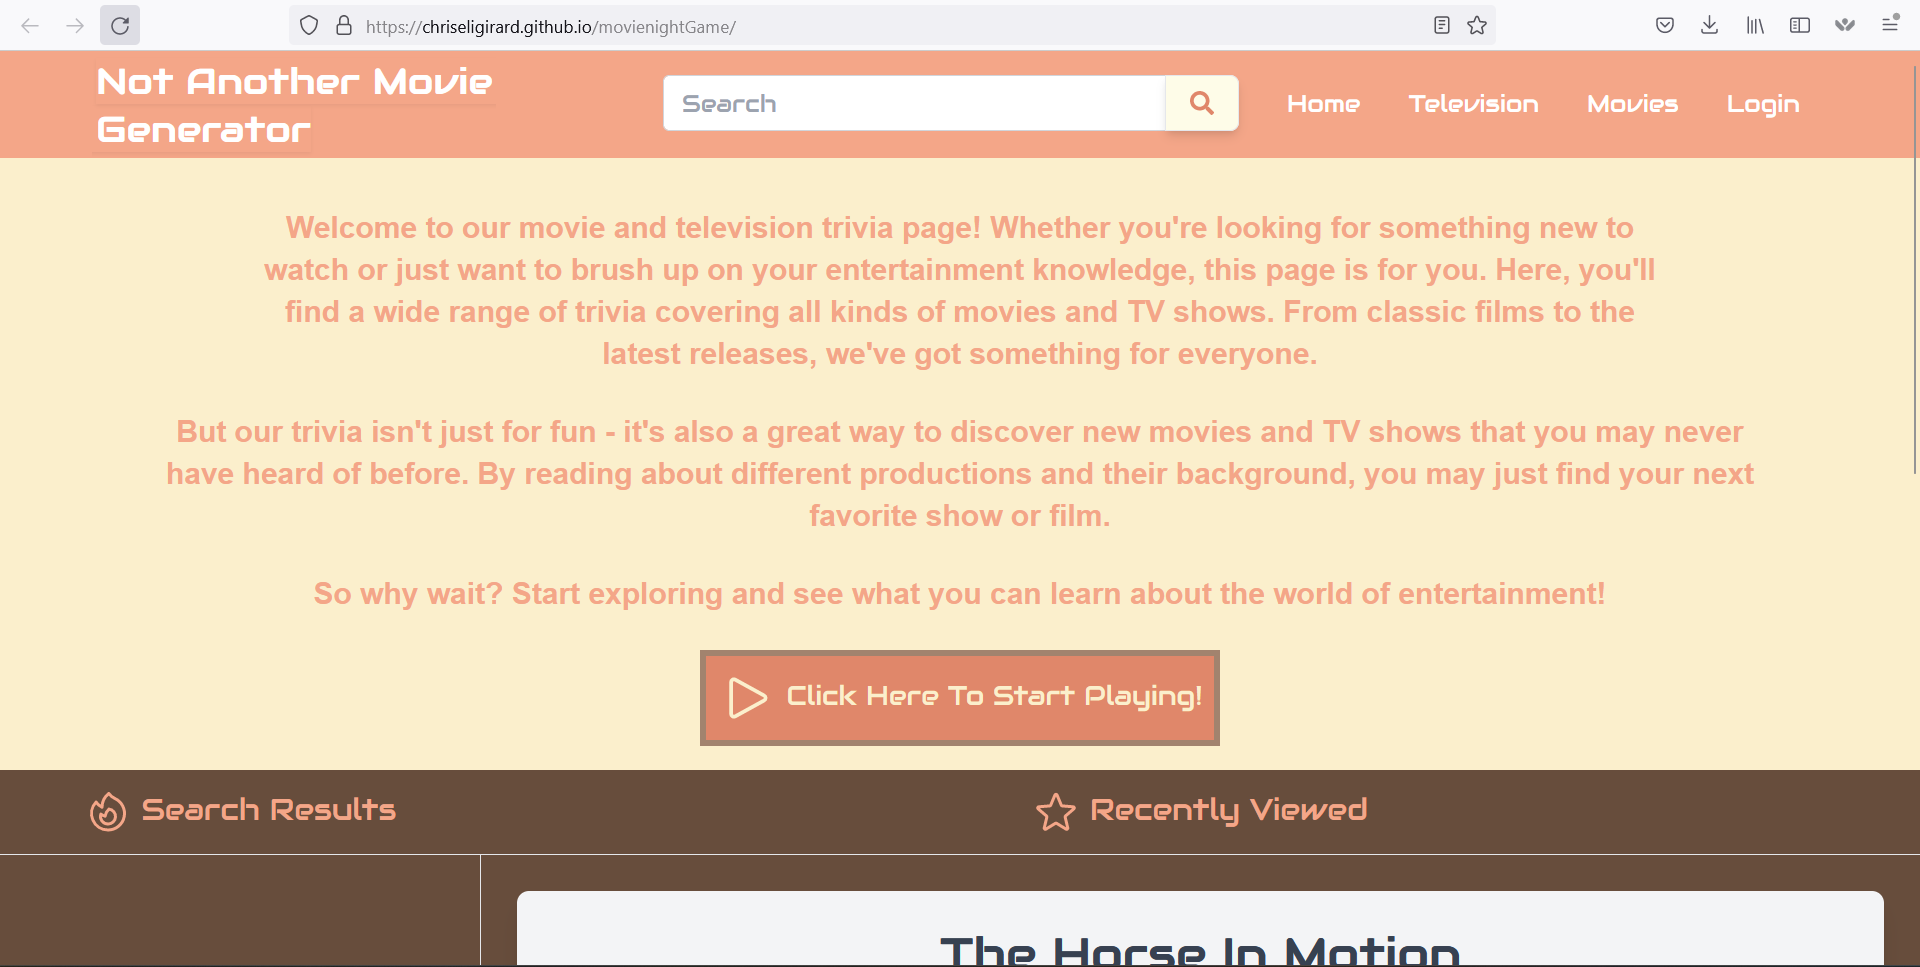 https://chriseligirard.github.io/movienightGame/
Not Another Movie
Generator
Search
Home
Television
Movies
Login
Welcome to our movie and television trivia page! Whether you're looking for something new to
watch or just want to brush up on your entertainment knowledge, this page is for you. Here, you'll
find a wide range of trivia covering all kinds of movies and TV shows. From classic films to the
latest releases, we've got something for everyone.
But our trivia isn't just for fun - it's also a great way to discover new movies and TV shows that you may never
have heard of before. By reading about different productions and their background, you may just find your next
favorite show or film.
So why wait? Start exploring and see what you can learn about the world of entertainment!
Click Here To Start Playing!
Search Results
Recently Viewed
The Horse In Motion